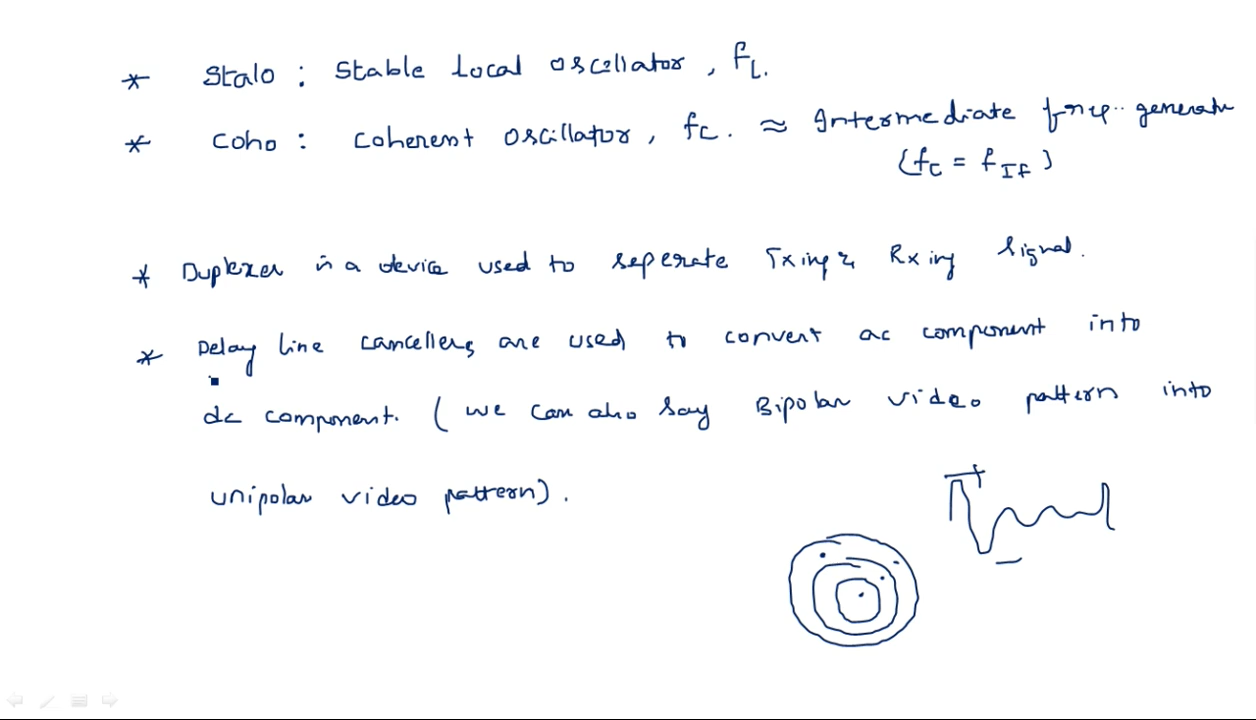 * Stalo : Stable Local oscillator , fL.
* COHO : Coherent oscillator , fc. ≈ Intermediate freq. generate
(fc = fIF)
* Duplexer is a device used to seperate Txing & Rxing signal.
* Delay line cancellers are used to convert ac component into
dc component. ( we can also say Bipolar video pattern into
unipolar video pattern).
+
-